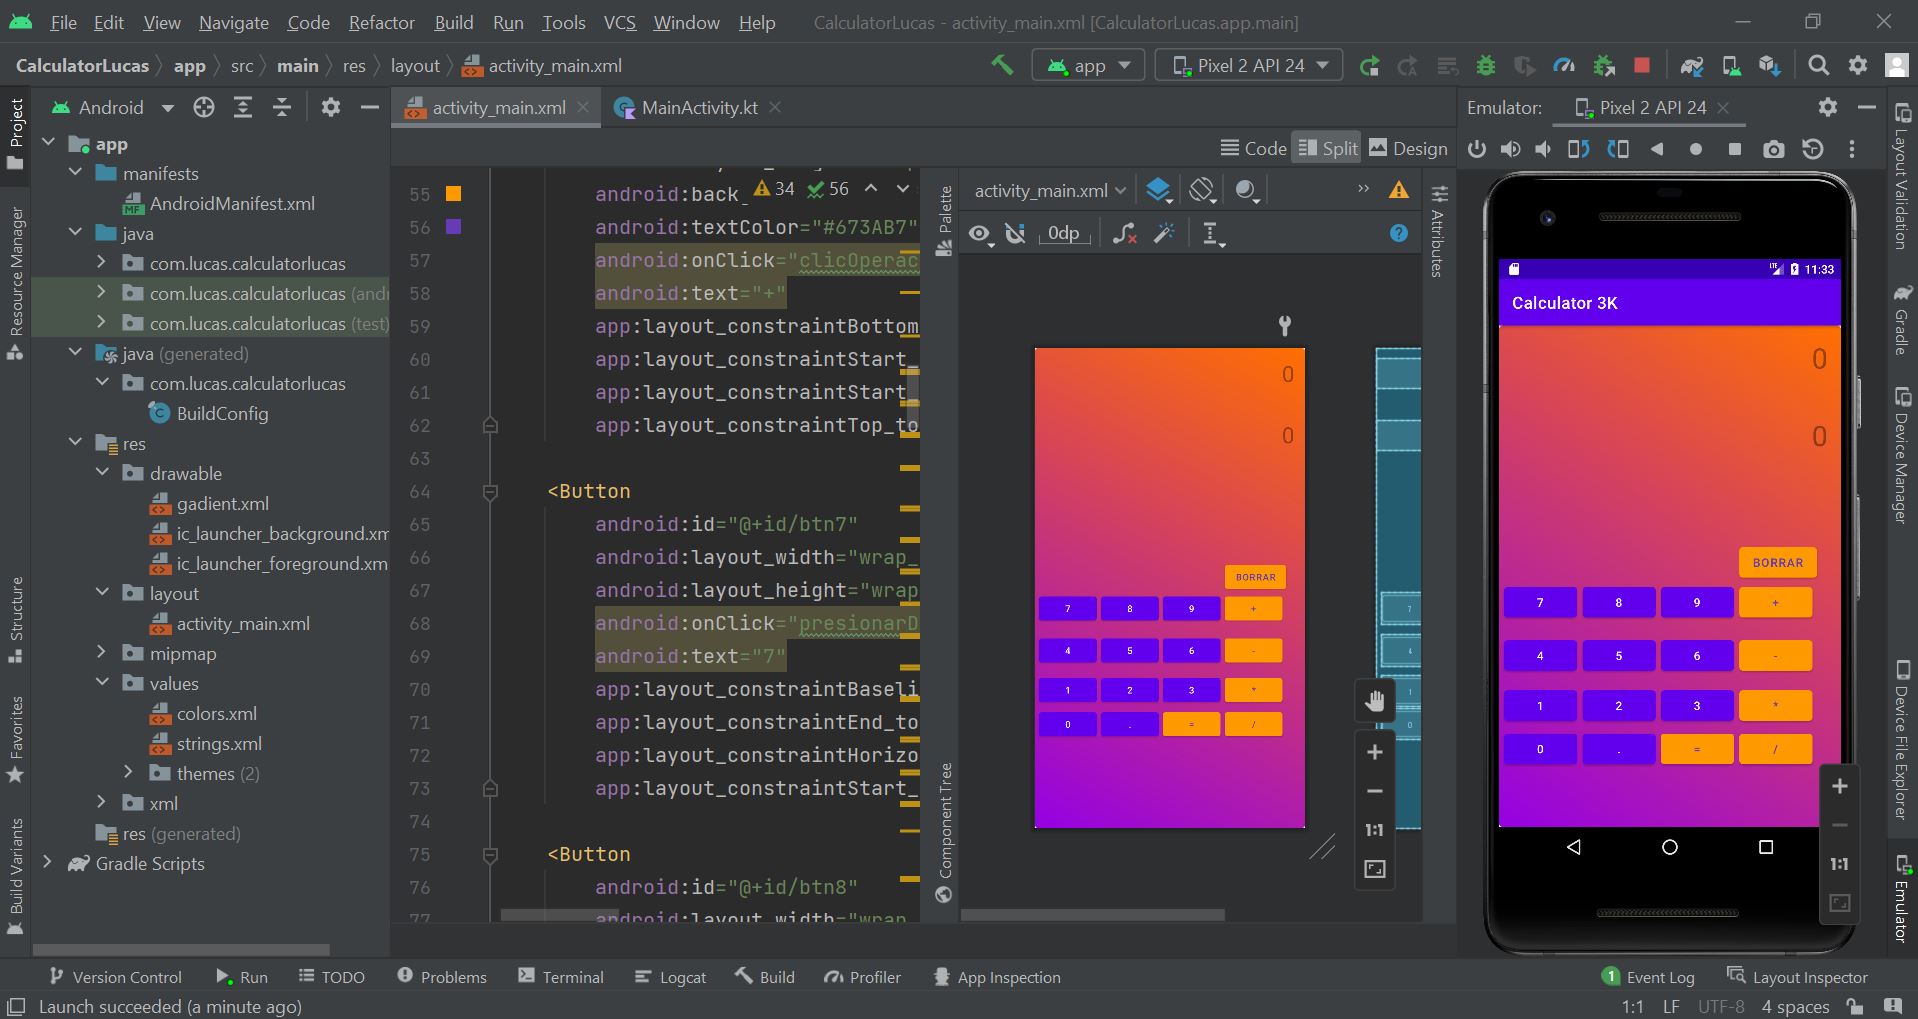 File Edit View Navigate Code Refactor Build Run Tools VCS Window Help CalculatorLucas - activity_main.xml [CalculatorLucas.app.main]
CalculatorLucas app src main res layout activity_main.xml app Pixel 2 API 24
Project
Resource Manager
Structure
Favorites
Build Variants
Android
app
manifests
AndroidManifest.xml
java
com.lucas.calculatorlucas
com.lucas.calculatorlucas (andr
com.lucas.calculatorlucas (test)
java (generated)
com.lucas.calculatorlucas
BuildConfig
res
drawable
gadient.xml
ic_launcher_background.xm
ic_launcher_foreground.xm
layout
activity_main.xml
mipmap
values
colors.xml
strings.xml
themes (2)
xml
res (generated)
Gradle Scripts
activity_main.xml MainActivity.kt
Code Split Design
34 56
55 android:back
56 android:textColor="#673AB7"
57 android:onClick="clicOperac
58 android:text="+"
59 app:layout_constraintBottom
60 app:layout_constraintStart_
61 app:layout_constraintStart_
62 app:layout_constraintTop_to
63
64 <Button
65 android:id="@+id/btn7"
66 android:layout_width="wrap_
67 android:layout_height="wrap
68 android:onClick="presionarD
69 android:text="7"
70 app:layout_constraintBaseli
71 app:layout_constraintEnd_to
72 app:layout_constraintHorizo
73 app:layout_constraintStart_
74
75 <Button
76 android:id="@+id/btn8"
77 android:layout_width="wrap
Palette
Component Tree
activity_main.xml
0dp
0
0
BORRAR
7 8 9 +
4 5 6 -
1 2 3 *
0 . = /
1:1
Attributes
Emulator: Pixel 2 API 24
LTE 11:33
Calculator 3K
0
0
BORRAR
7 8 9 +
4 5 6 -
1 2 3 *
0 . = /
1:1
Layout Validation
Gradle
Device Manager
Device File Explorer
Emulator
Version Control Run TODO Problems Terminal Logcat Build Profiler App Inspection 1 Event Log Layout Inspector
Launch succeeded (a minute ago) 1:1 LF UTF-8 4 spaces